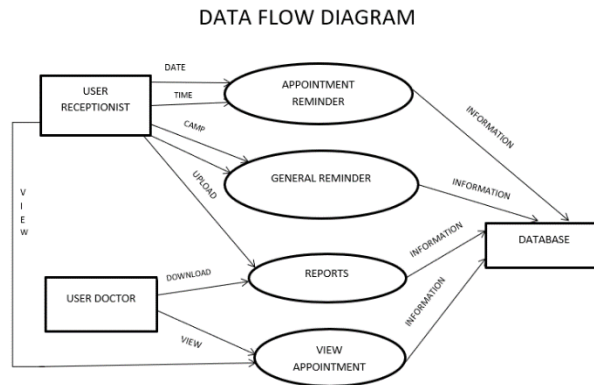 DATA FLOW DIAGRAM
USER
RECEPTIONIST
DATE
TIME
APPOINTMENT
REMINDER
INFORMATION
CAMP
GENERAL REMINDER
INFORMATION
UPLOAD
VIEW
DATABASE
INFORMATION
REPORTS
DOWNLOAD
USER DOCTOR
INFORMATION
VIEW
VIEW
APPOINTMENT